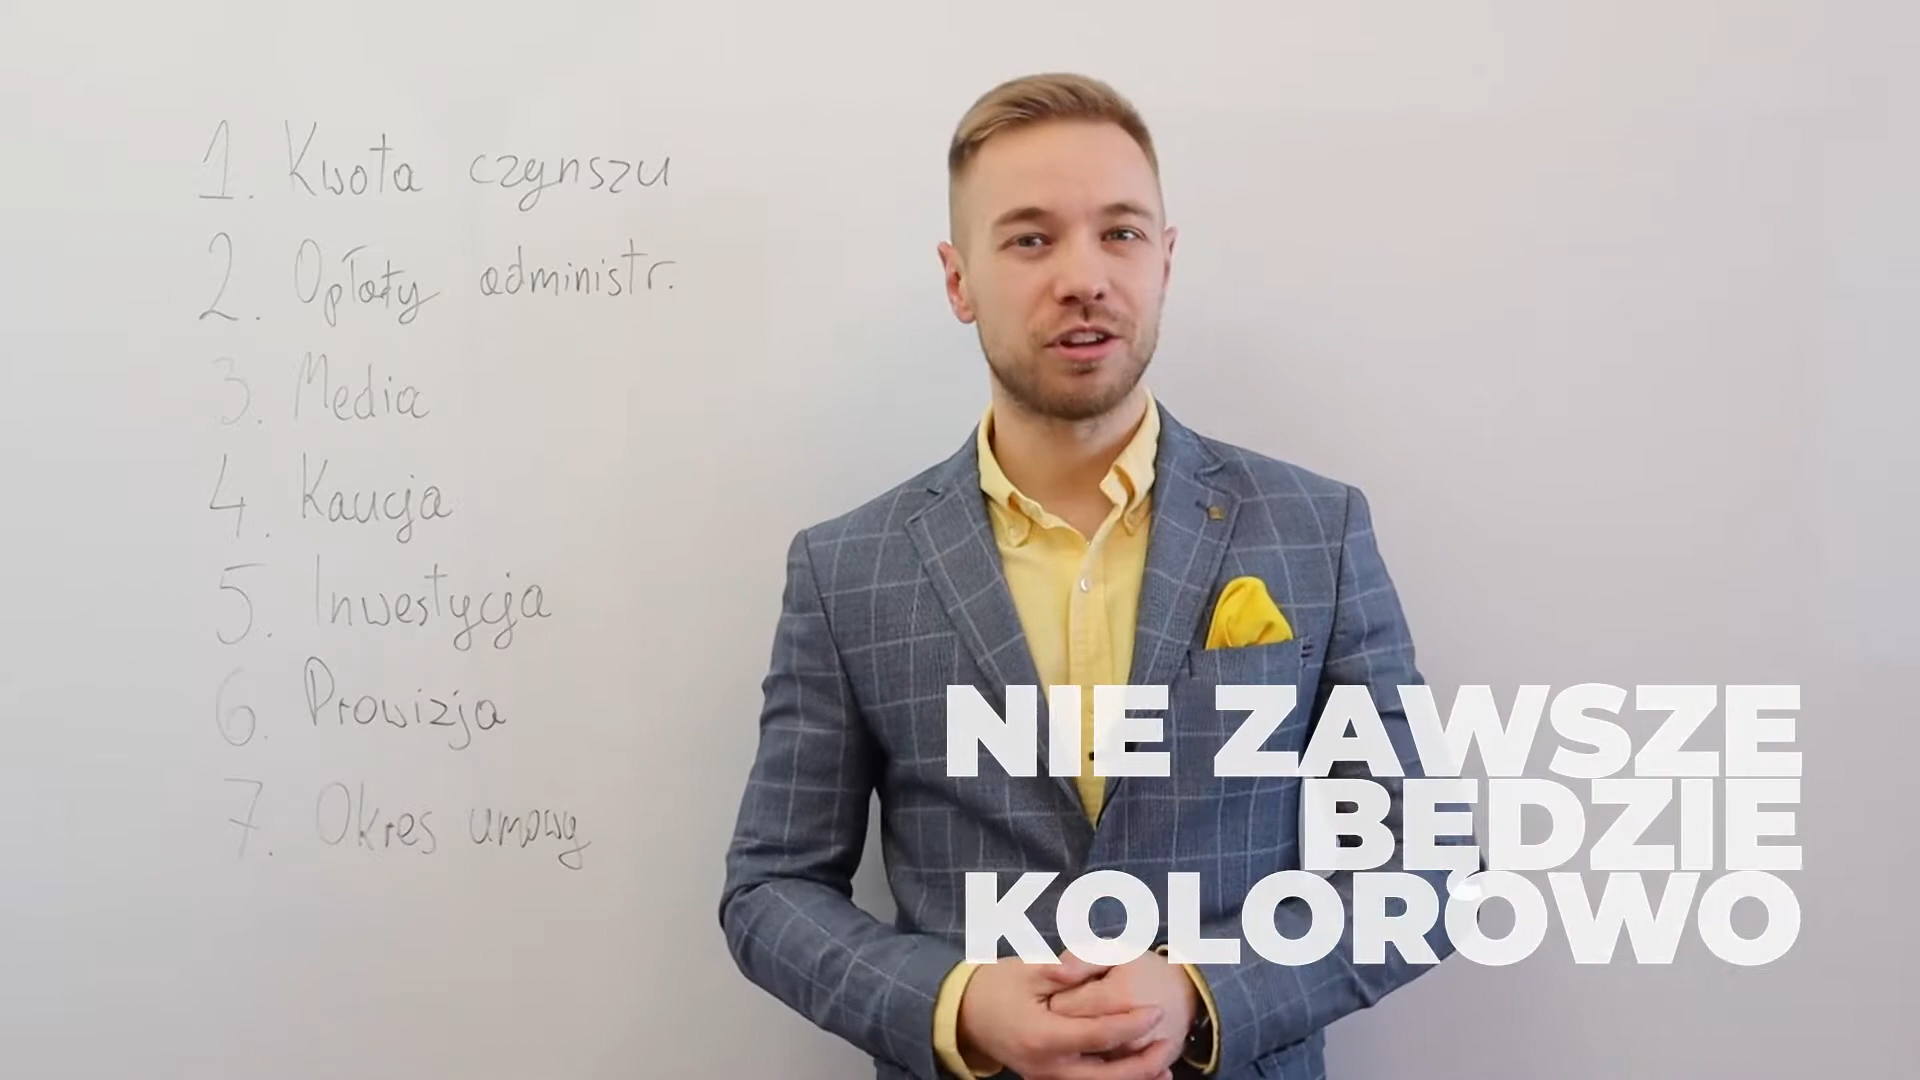 1. Kwota czynszu
2. Opłaty administr.
3. Media
4. Kaucja
5. Inwestycja
6. Prowizja
7. Okres umowy
NIE ZAWSZE
BĘDZIE
KOLOROWO